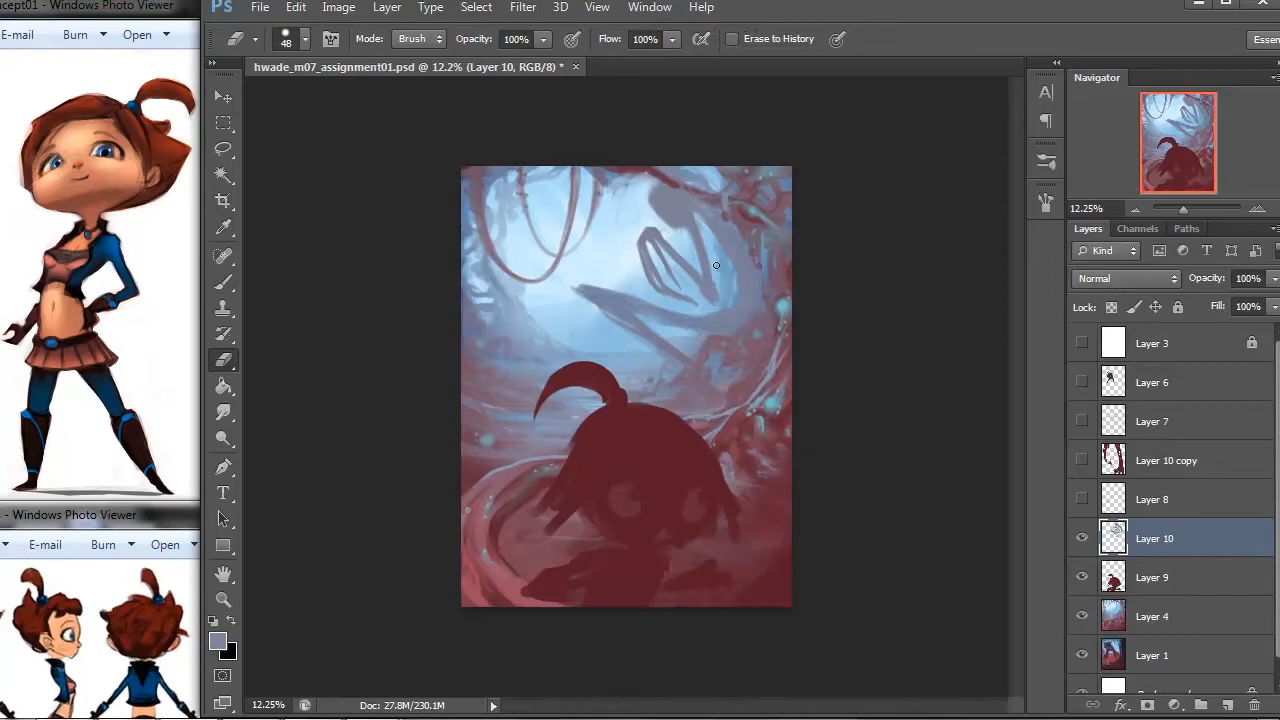 cept01 - Windows Photo Viewer
E-mail Burn Open
- Windows Photo Viewer
E-mail Burn Open
Ps File Edit Image Layer Type Select Filter 3D View Window Help
48 Mode: Brush Opacity: 100% Flow: 100% Erase to History Essen
hwade_m07_assignment01.psd @ 12.2% (Layer 10, RGB/8) * ×
12.25% Doc: 27.8M/253.1M
Navigator
12.25%
Layers Channels Paths
Kind
Normal Opacity: 100%
Lock: Fill: 100%
Layer 3
Layer 6
Layer 7
Layer 10 copy
Layer 8
Layer 10
Layer 9
Layer 4
Layer 1